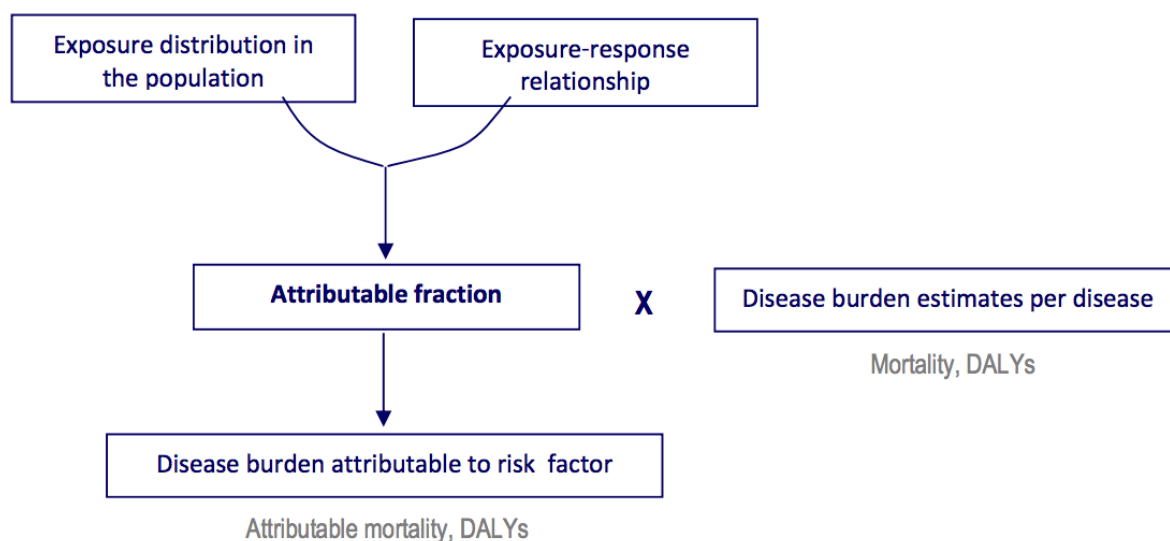 Exposure distribution in
the population
Exposure-response
relationship
Attributable fraction
X
Disease burden estimates per disease
Mortality, DALYs
Disease burden attributable to risk factor
Attributable mortality, DALYs